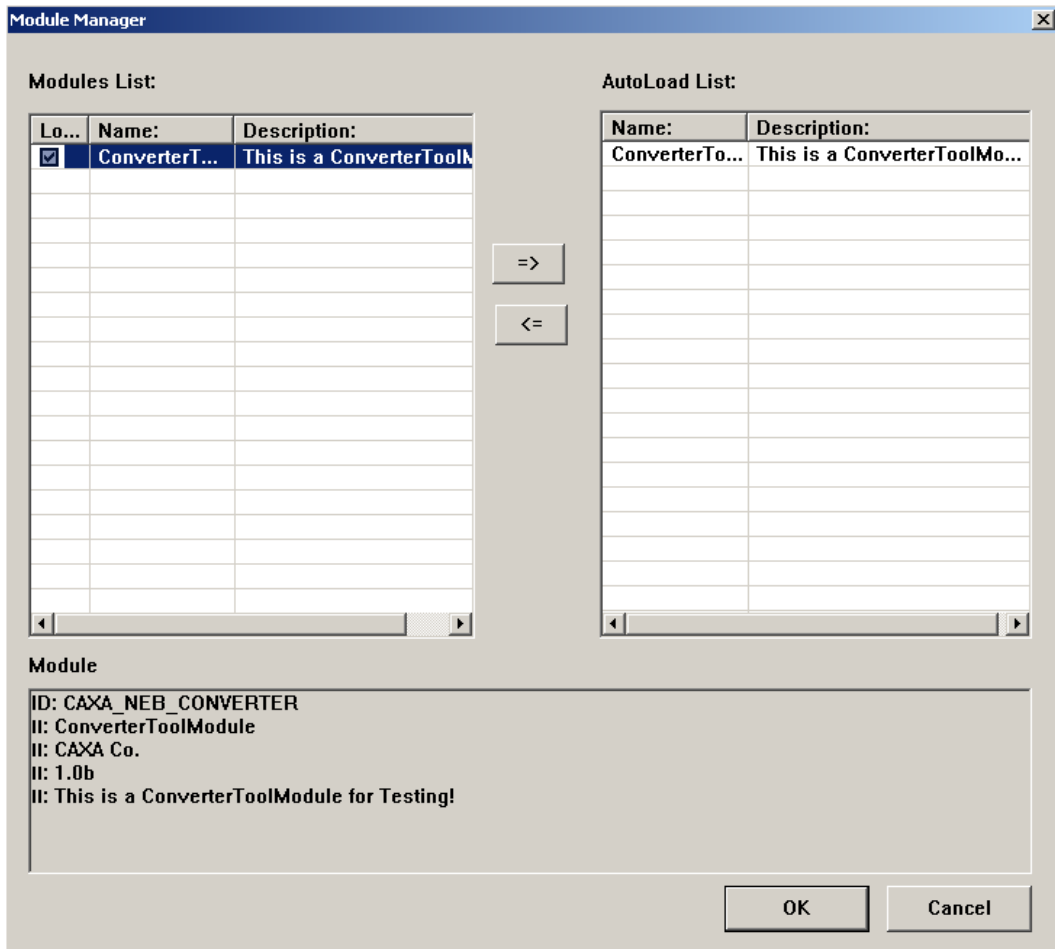 Module Manager
Modules List:
AutoLoad List:
Lo... Name: Description:
ConverterT... This is a ConverterToolM
Name: Description:
ConverterTo... This is a ConverterToolMo...
=>
<=
Module
ID: CAXA_NEB_CONVERTER
II: ConverterToolModule
II: CAXA Co.
II: 1.0b
II: This is a ConverterToolModule for Testing!
OK
Cancel